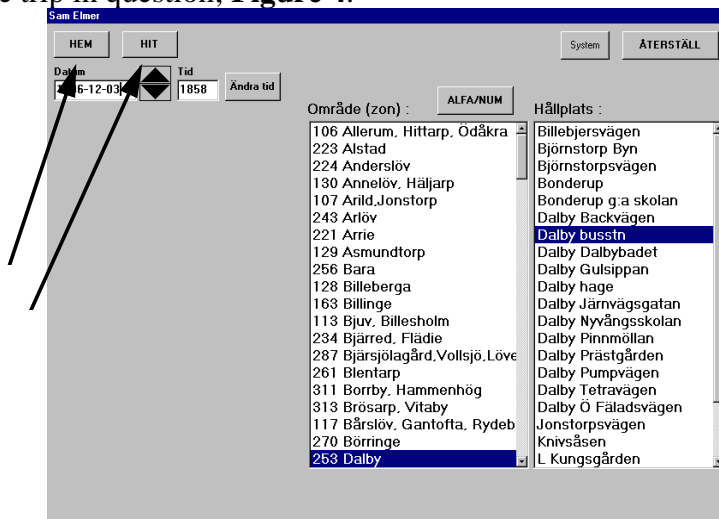 e trip in question, Figure 4.
Sam Elmer
HEM HIT System ÅTERSTÄLL
Datum Tid
6-12-03 1858 Ändra tid
ALFA/NUM
Område (zon) : Hållplats :
106 Allerum, Hittarp, Ödåkra
223 Alstad
224 Anderslöv
130 Annelöv, Häljarp
107 Arild,Jonstorp
243 Arlöv
221 Arrie
129 Asmundtorp
256 Bara
128 Billeberga
163 Billinge
113 Bjuv, Billesholm
234 Bjärred, Flädie
287 Bjärsjölagård,Vollsjö,Löve
261 Blentarp
311 Borrby, Hammenhög
313 Brösarp, Vitaby
117 Bårslöv, Gantofta, Rydeb
270 Börringe
253 Dalby
Billebjersvägen
Björnstorp Byn
Björnstorpsvägen
Bonderup
Bonderup g:a skolan
Dalby Backvägen
Dalby busstn
Dalby Dalbybadet
Dalby Gulsippan
Dalby hage
Dalby Järnvägsgatan
Dalby Nyvångsskolan
Dalby Pinnmöllan
Dalby Prästgården
Dalby Pumpvägen
Dalby Tetravägen
Dalby Ö Fäladsvägen
Jonstorpsvägen
Knivsåsen
L Kungsgården